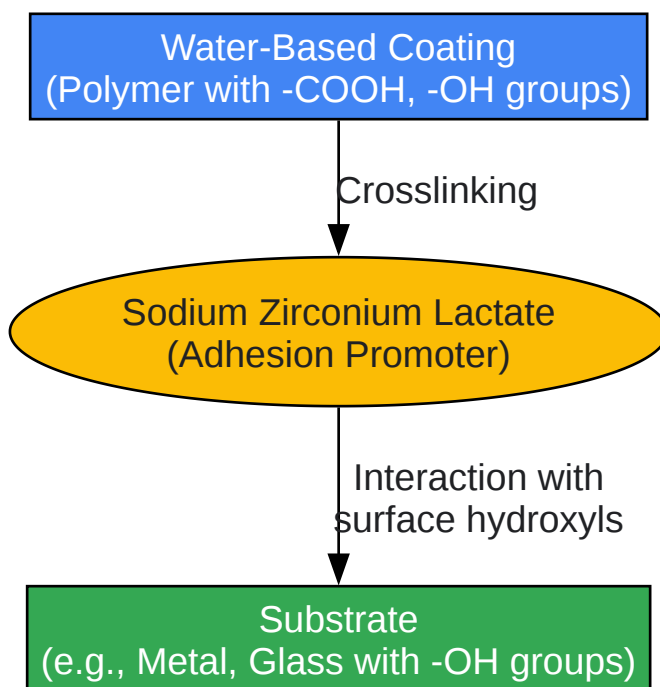 Water-Based Coating
(Polymer with -COOH, -OH groups)
Crosslinking
Sodium Zirconium Lactate
(Adhesion Promoter)
Interaction with
surface hydroxyls
Substrate
(e.g., Metal, Glass with -OH groups)